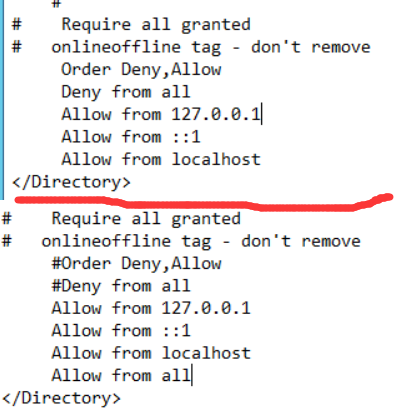 #
#    Require all granted
#   onlineoffline tag - don't remove
     Order Deny,Allow
     Deny from all
     Allow from 127.0.0.1
     Allow from ::1
     Allow from localhost
</Directory>
#    Require all granted
#   onlineoffline tag - don't remove
     #Order Deny,Allow
     #Deny from all
     Allow from 127.0.0.1
     Allow from ::1
     Allow from localhost
     Allow from all
</Directory>